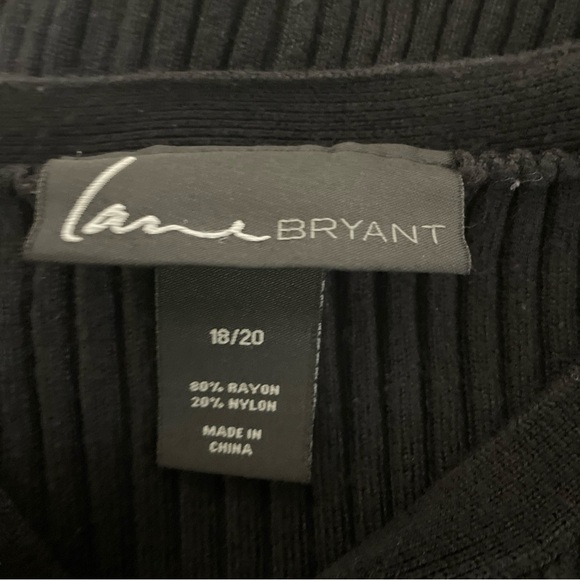 lane BRYANT
18/20
80% RAYON
20% NYLON
MADE IN
CHINA